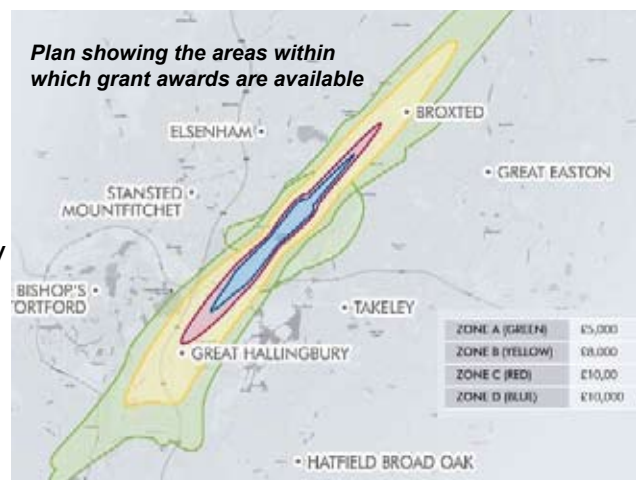 Plan showing the areas within
which grant awards are available
• BROXTED
ELSENHAM •
• GREAT EASTON
STANSTED •
MOUNTFITCHET
BISHOP'S •
TORTFORD
• TAKELEY
• GREAT HALLINGBURY
ZONE A (GREEN) £5,000
ZONE B (YELLOW) £8,000
ZONE C (RED) £10,00
ZONE D (BLUE) £10,000
• HATFIELD BROAD OAK